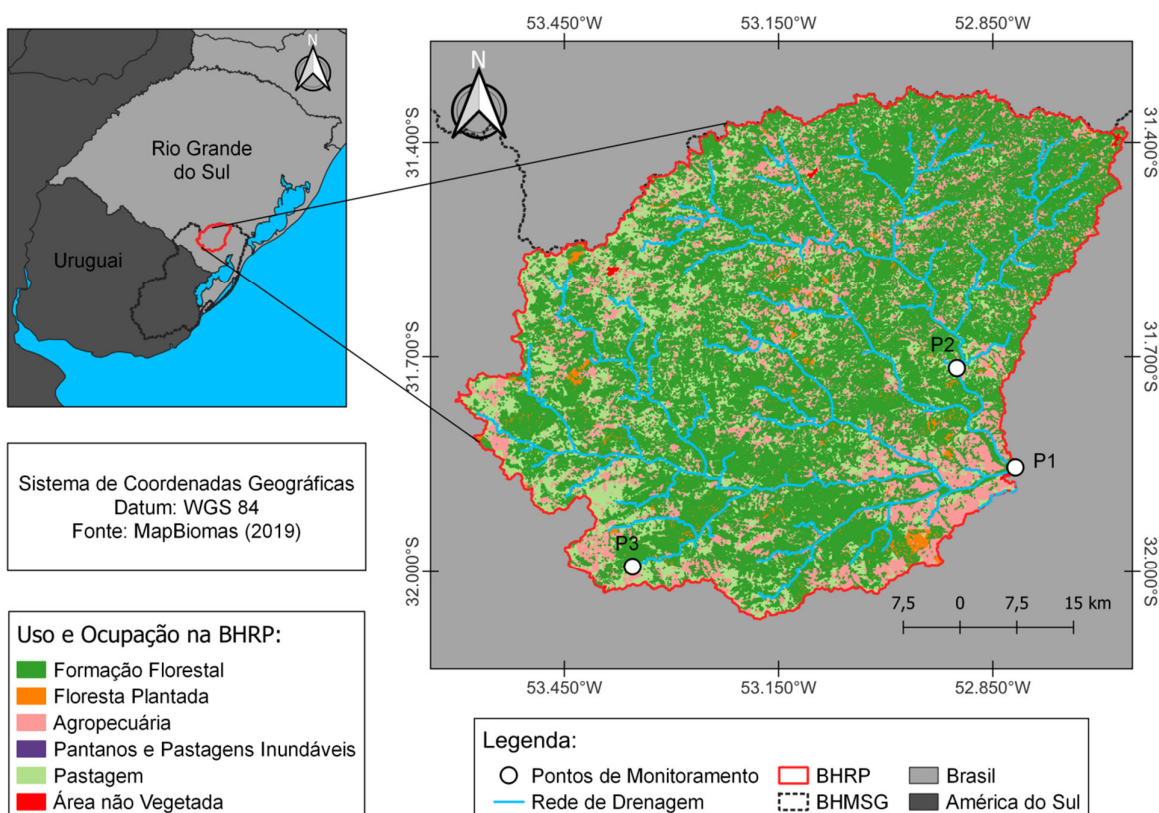 53.450°W
53.150°W
52.850°W
N
Rio Grande
do Sul
Uruguai
N
31.400°S
31.400°S
P2
31.700°S
31.700°S
P1
P3
32.000°S
32.000°S
7,5
0
7,5
15 km
53.450°W
53.150°W
52.850°W
Sistema de Coordenadas Geográficas
Datum: WGS 84
Fonte: MapBiomas (2019)
Uso e Ocupação na BHRP:
Formação Florestal
Floresta Plantada
Agropecuária
Pantanos e Pastagens Inundáveis
Pastagem
Área não Vegetada
Legenda:
Pontos de Monitoramento
BHRP
Brasil
Rede de Drenagem
BHMSG
América do Sul